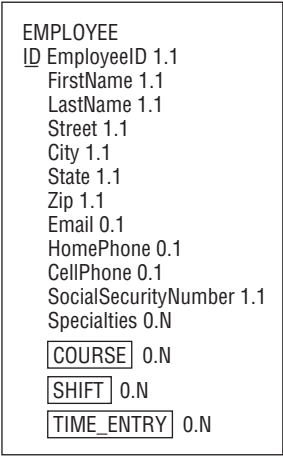 EMPLOYEE
ID EmployeeID 1.1
FirstName 1.1
LastName 1.1
Street 1.1
City 1.1
State 1.1
Zip 1.1
Email 0.1
HomePhone 0.1
CellPhone 0.1
SocialSecurityNumber 1.1
Specialties 0.N
COURSE 0.N
SHIFT 0.N
TIME_ENTRY 0.N